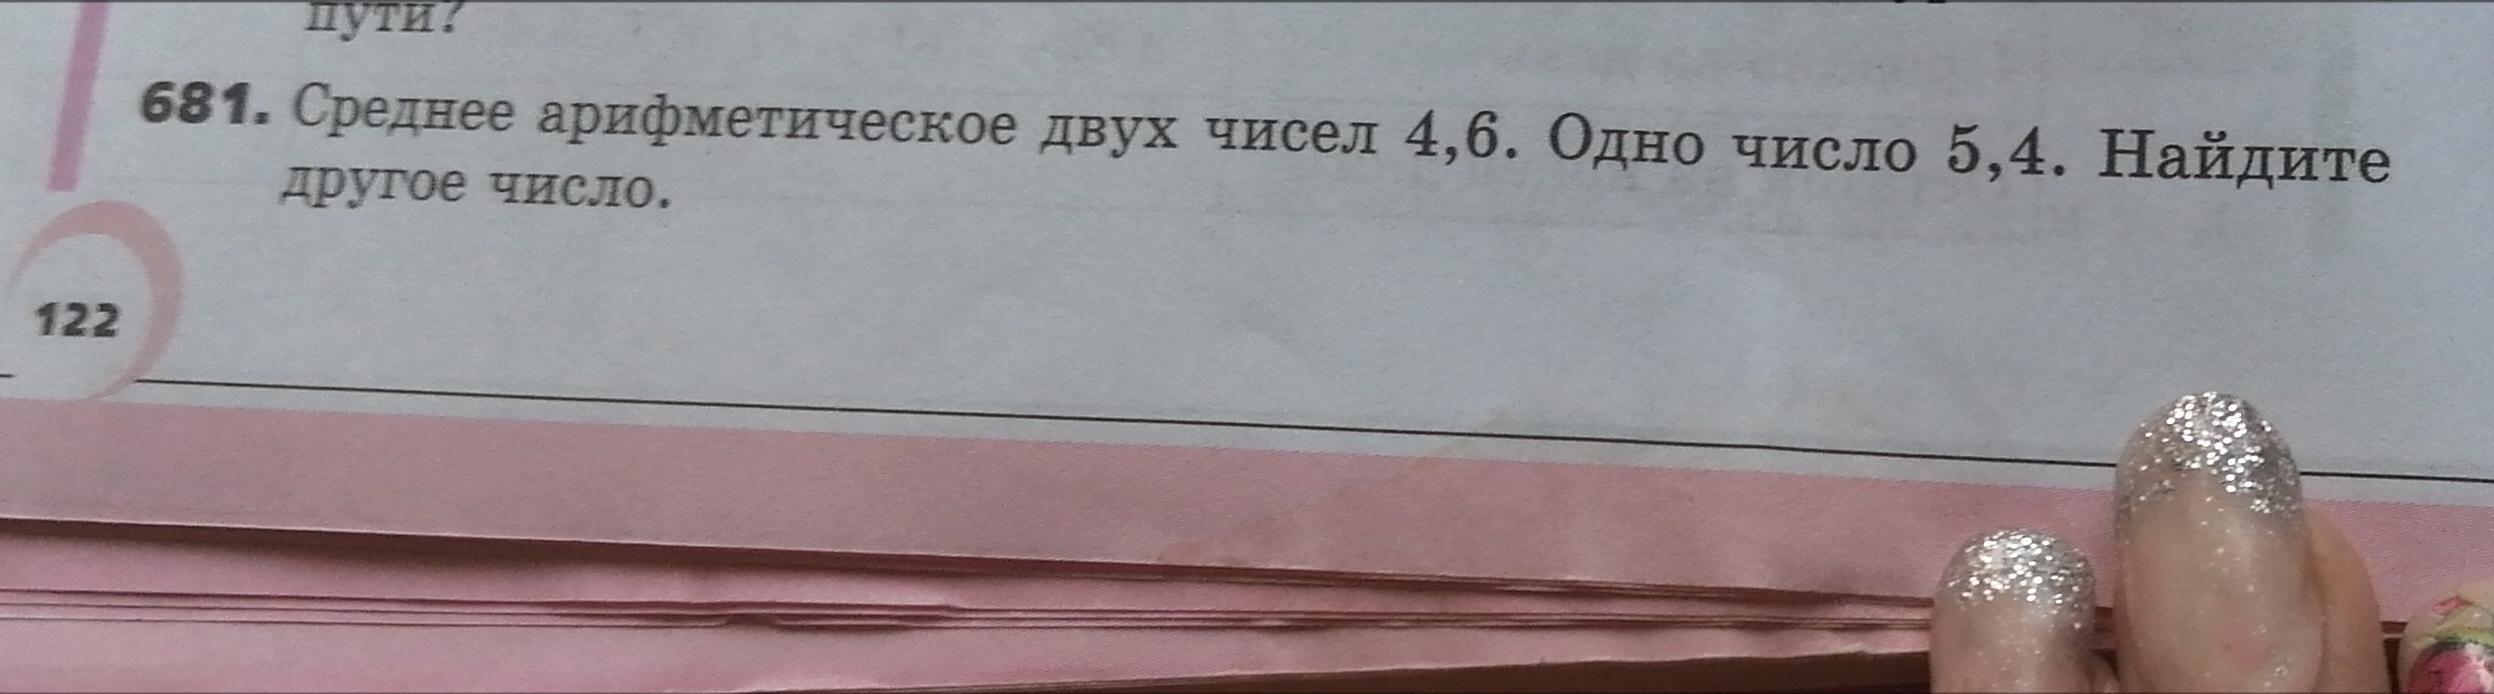 пути?
681. Среднее арифметическое двух чисел 4,6. Одно число 5,4. Найдите
другое число.
122